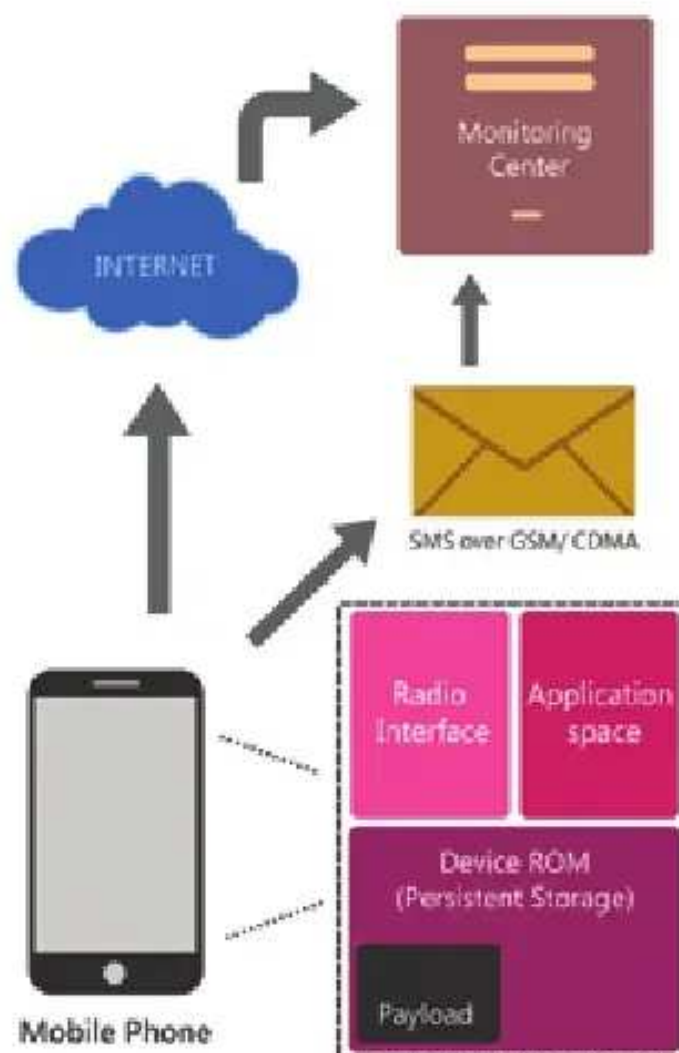 Monitoring
Center
INTERNET
SMS over GSM/ CDMA
Radio
Interface
Application
space
Device ROM
(Persistent Storage)
Payload
Mobile Phone